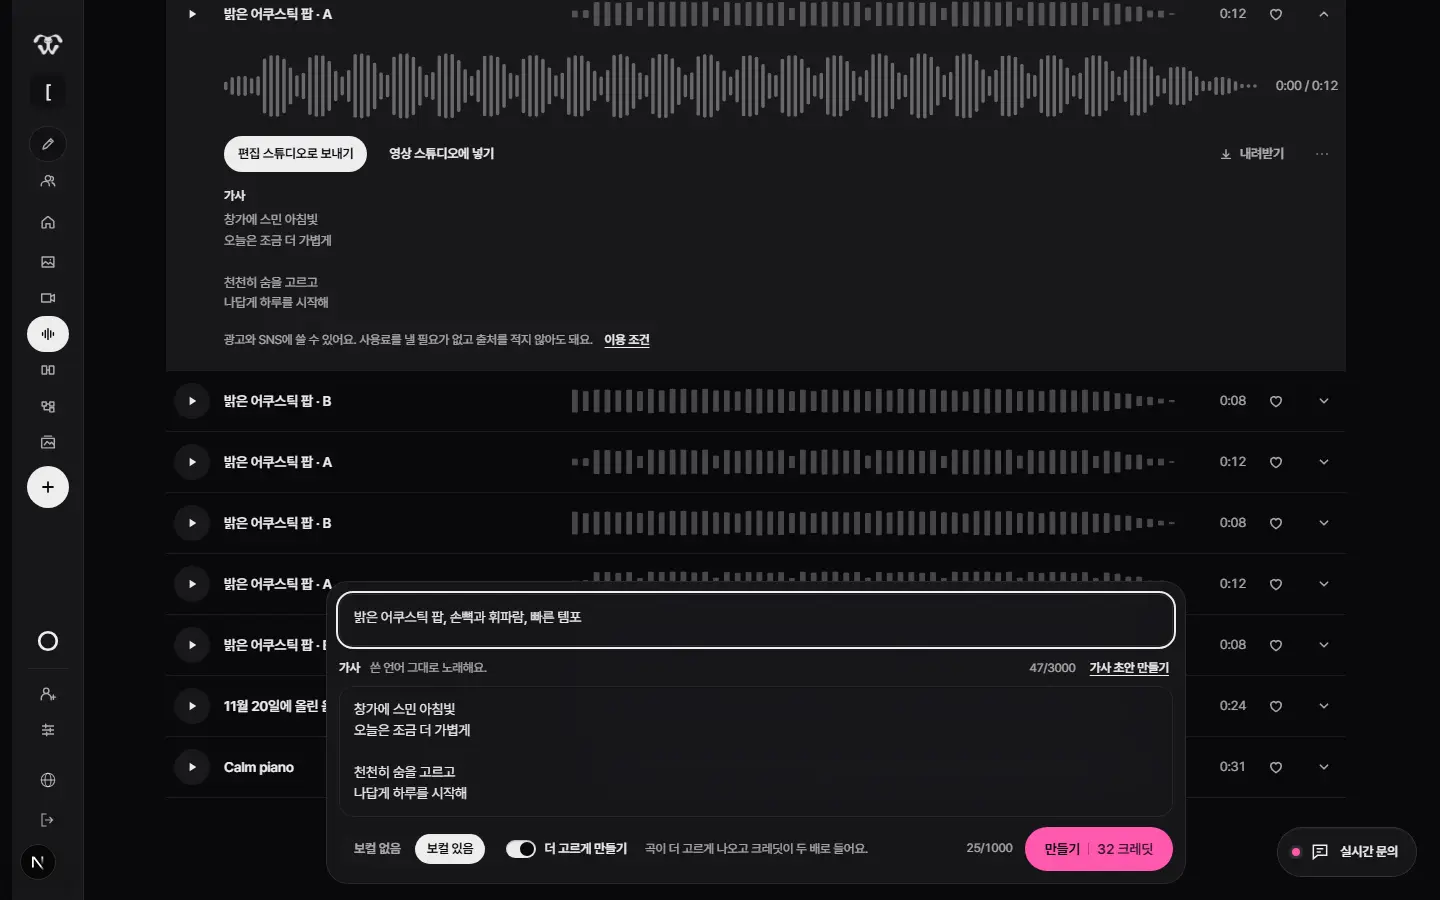 밝은 어쿠스틱 팝 · A
0:12
0:00 / 0:12
[
편집 스튜디오로 보내기
영상 스튜디오에 넣기
내려받기
가사
창가에 스민 아침빛
오늘은 조금 더 가볍게
천천히 숨을 고르고
나답게 하루를 시작해
광고와 SNS에 쓸 수 있어요. 사용료를 낼 필요가 없고 출처를 적지 않아도 돼요. 이용 조건
밝은 어쿠스틱 팝 · B
0:08
밝은 어쿠스틱 팝 · A
0:12
밝은 어쿠스틱 팝 · B
0:08
밝은 어쿠스틱 팝 · A
0:12
밝은 어쿠스틱 팝 ·
0:08
11월 20일에 올린
0:24
Calm piano
0:31
밝은 어쿠스틱 팝, 손뼉과 휘파람, 빠른 템포
가사 쓴 언어 그대로 노래해요.
47/3000
가사 초안 만들기
창가에 스민 아침빛
오늘은 조금 더 가볍게
천천히 숨을 고르고
나답게 하루를 시작해
보컬 없음
보컬 있음
더 고르게 만들기
곡이 더 고르게 나오고 크레딧이 두 배로 들어요.
25/1000
만들기 | 32 크레딧
실시간 문의
N